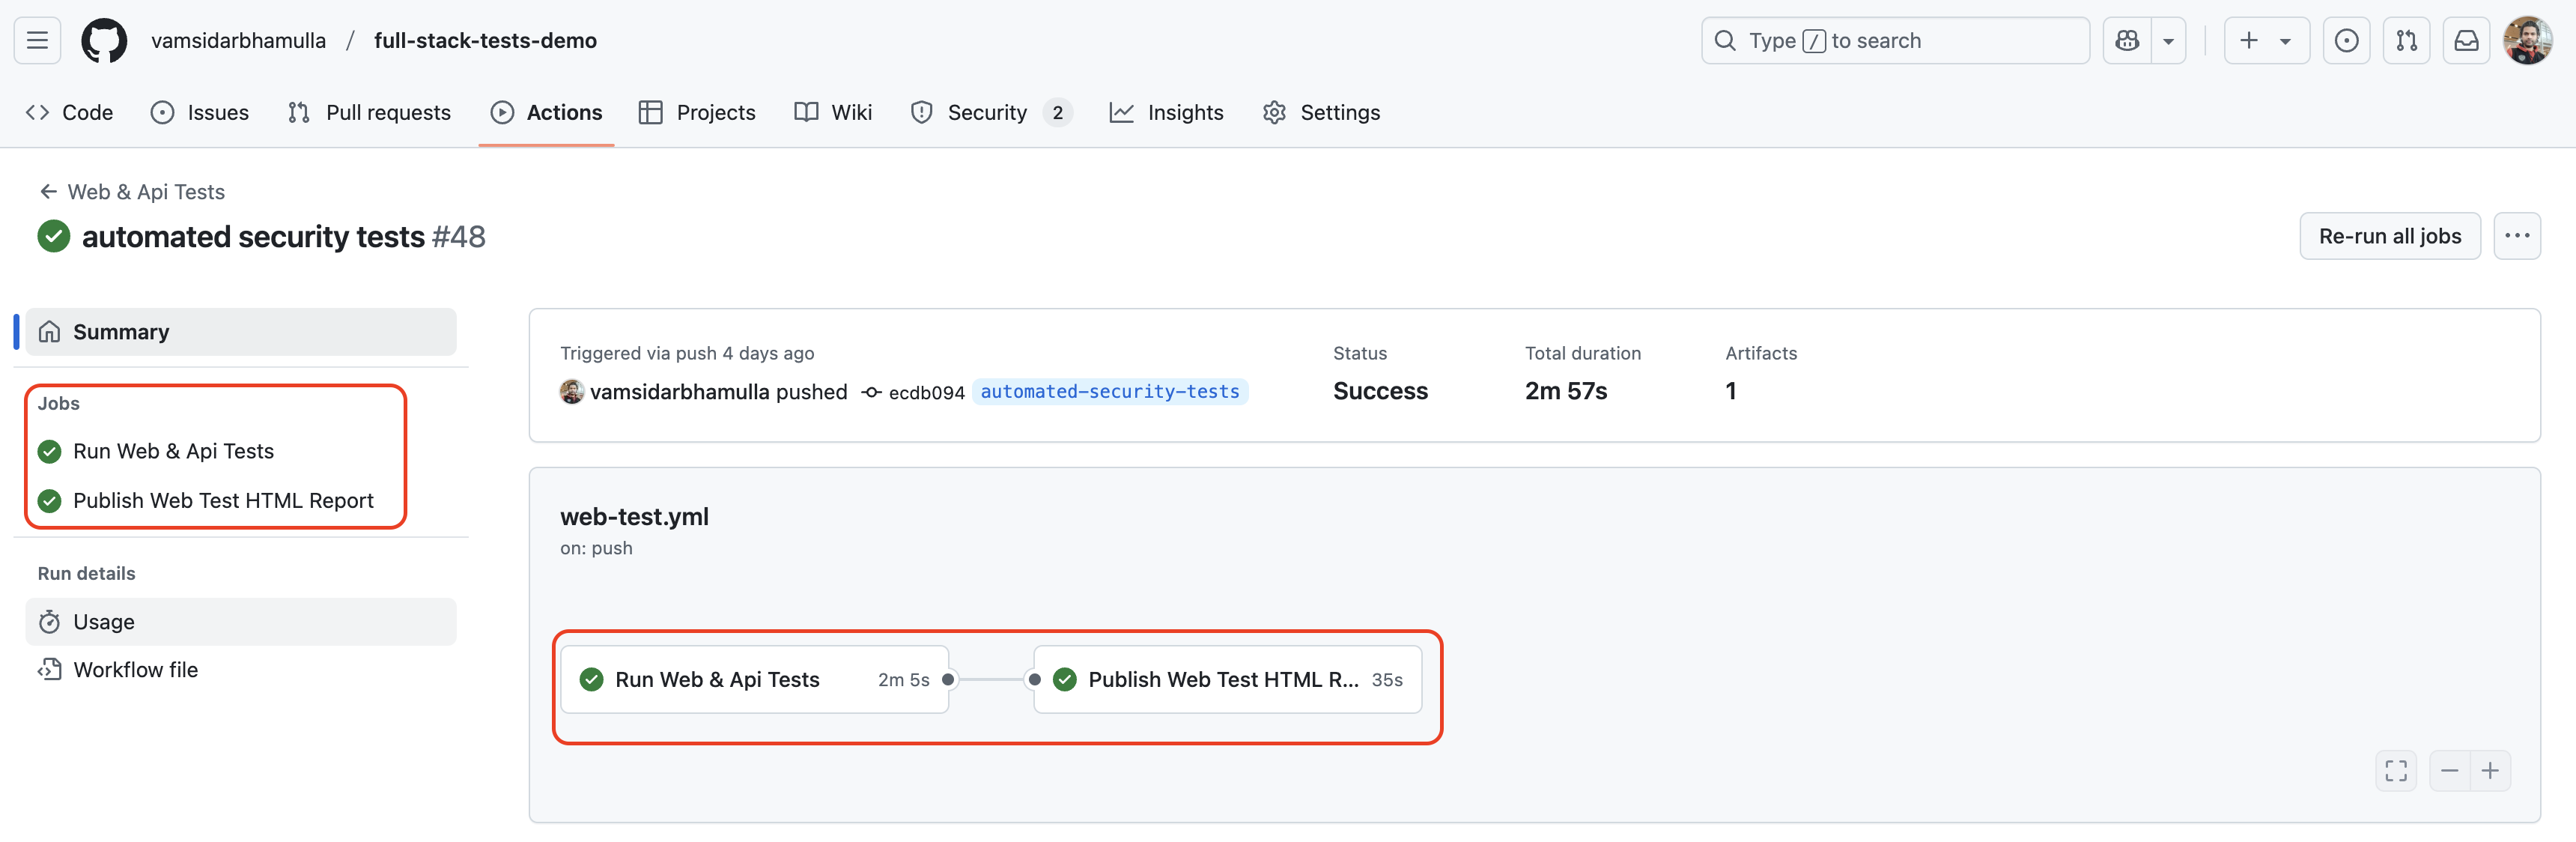 vamsidarbhamulla / full-stack-tests-demo
Type / to search
Code Issues Pull requests Actions Projects Wiki Security 2 Insights Settings
Web & Api Tests
automated security tests #48
Re-run all jobs
Summary
Jobs
Run Web & Api Tests
Publish Web Test HTML Report
Run details
Usage
Workflow file
Triggered via push 4 days ago
vamsidarbhamulla pushed ecdb094 automated-security-tests
Status
Success
Total duration
2m 57s
Artifacts
1
web-test.yml
on: push
Run Web & Api Tests 2m 5s
Publish Web Test HTML R... 35s